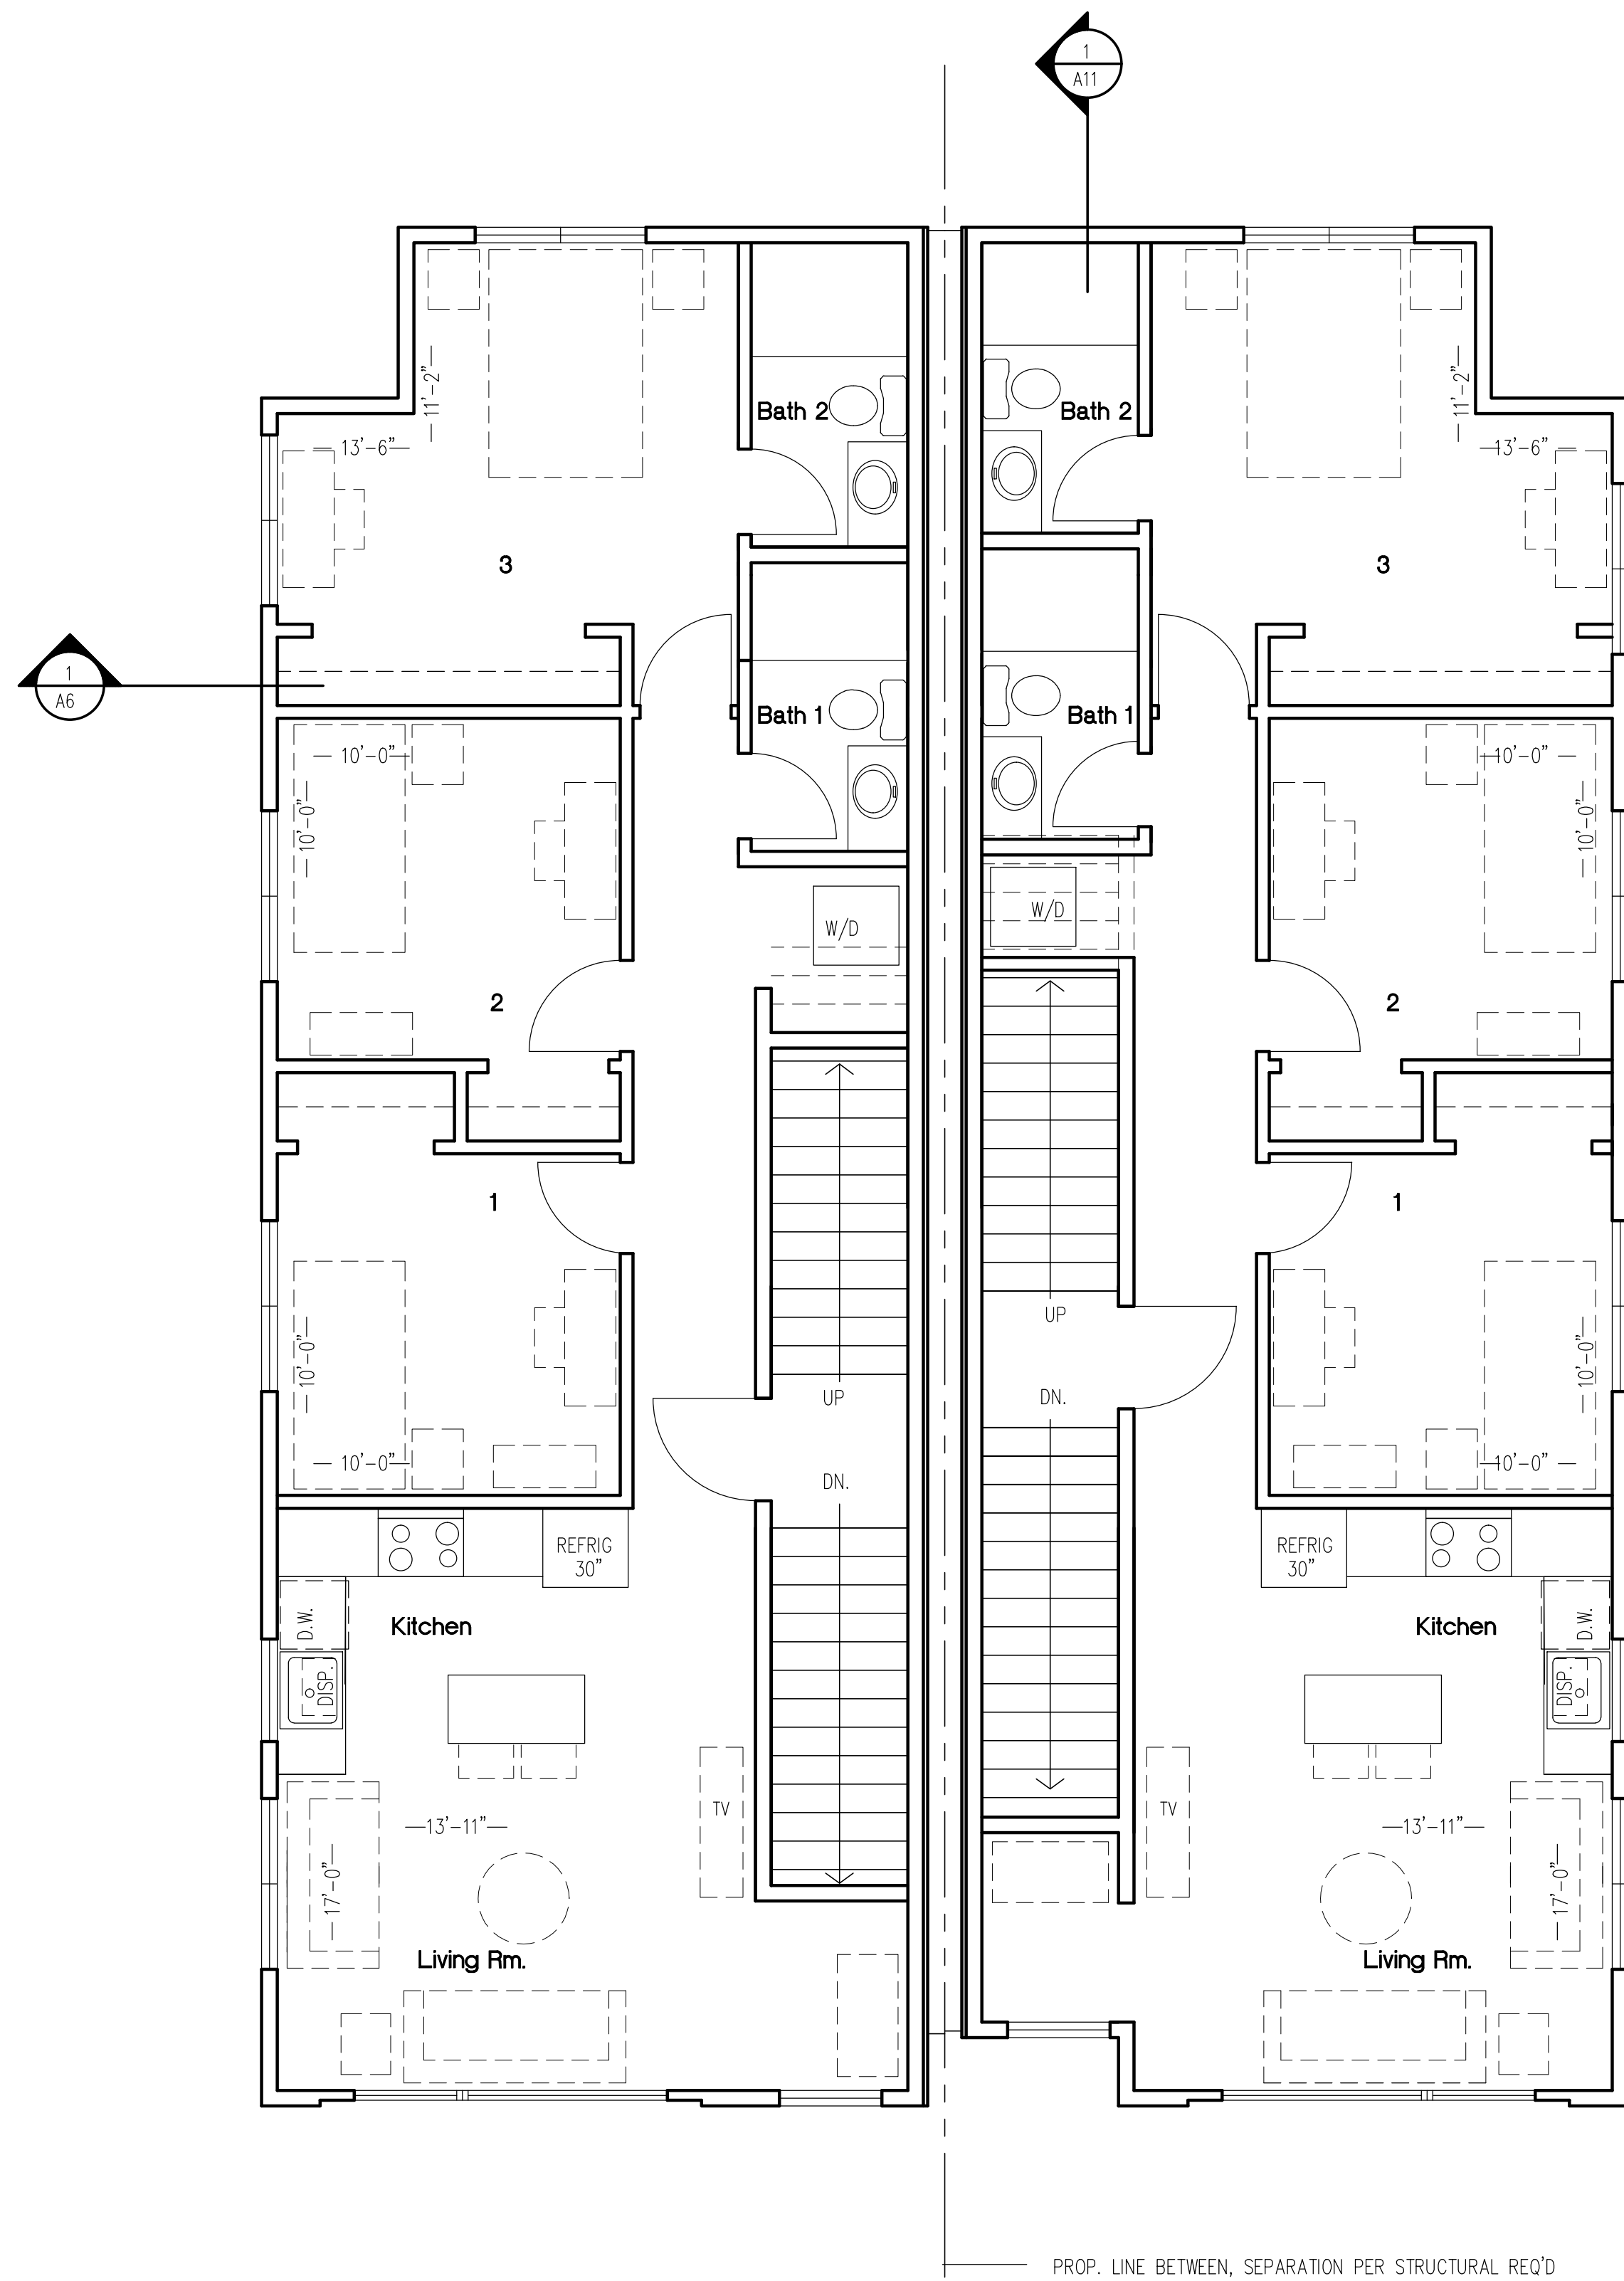 1
A11
Bath 2
Bath 2
11'-2"
11'-2"
13'-6"
13'-6"
3
3
1
A6
Bath 1
Bath 1
10'-0"
10'-0"
10'-0"
10'-0"
W/D
W/D
2
2
1
1
UP
10'-0"
10'-0"
UP
DN.
10'-0"
10'-0"
DN.
REFRIG
30"
REFRIG
30"
D.W.
Kitchen
Kitchen
D.W.
DISP.
DISP.
TV
TV
13'-11"
13'-11"
17'-0"
17'-0"
Living Rm.
Living Rm.
PROP. LINE BETWEEN, SEPARATION PER STRUCTURAL REQ'D